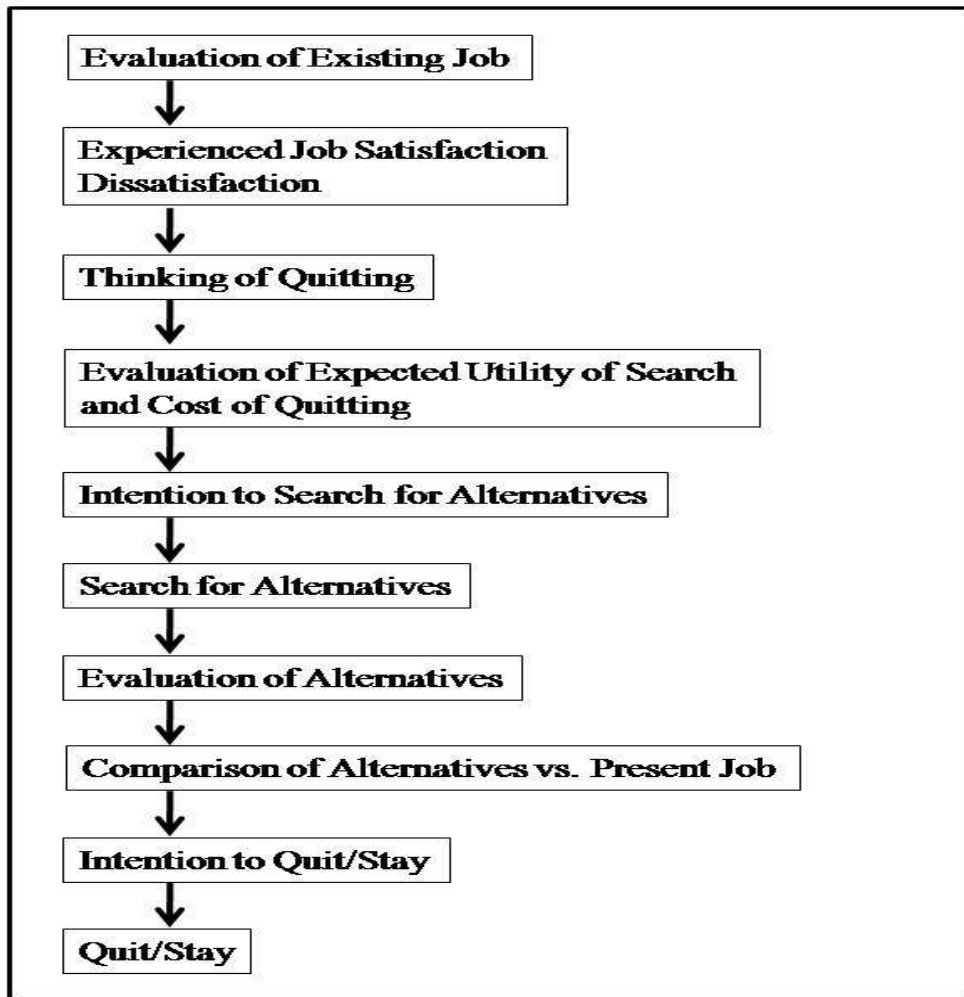 Evaluation of Existing Job
Experienced Job Satisfaction
Dissatisfaction
Thinking of Quitting
Evaluation of Expected Utility of Search
and Cost of Quitting
Intention to Search for Alternatives
Search for Alternatives
Evaluation of Alternatives
Comparison of Alternatives vs. Present Job
Intention to Quit/Stay
Quit/Stay